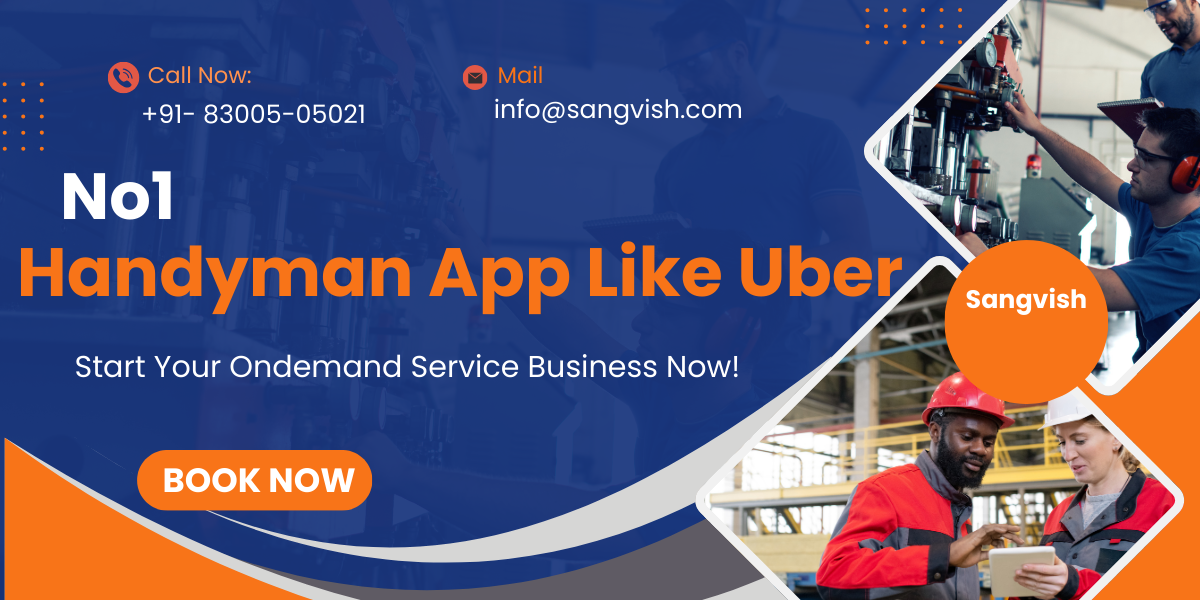 Call Now:
+91- 83005-05021
Mail
info@sangvish.com
No1
Handyman App Like Uber
Sangvish
Start Your Ondemand Service Business Now!
BOOK NOW